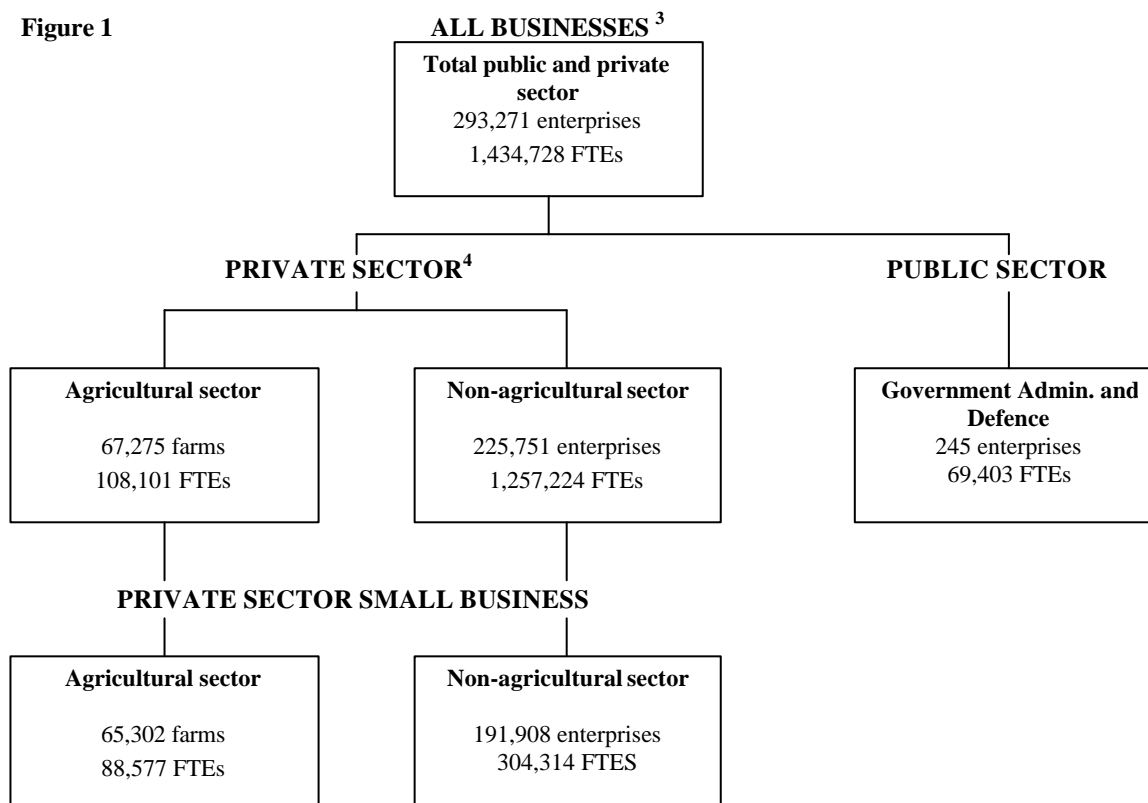 Figure 1
ALL BUSINESSES 3
Total public and private
sector
293,271 enterprises
1,434,728 FTEs
PRIVATE SECTOR4
PUBLIC SECTOR
Agricultural sector
67,275 farms
108,101 FTEs
Non-agricultural sector
225,751 enterprises
1,257,224 FTEs
Government Admin. and
Defence
245 enterprises
69,403 FTEs
PRIVATE SECTOR SMALL BUSINESS
Agricultural sector
65,302 farms
88,577 FTEs
Non-agricultural sector
191,908 enterprises
304,314 FTES